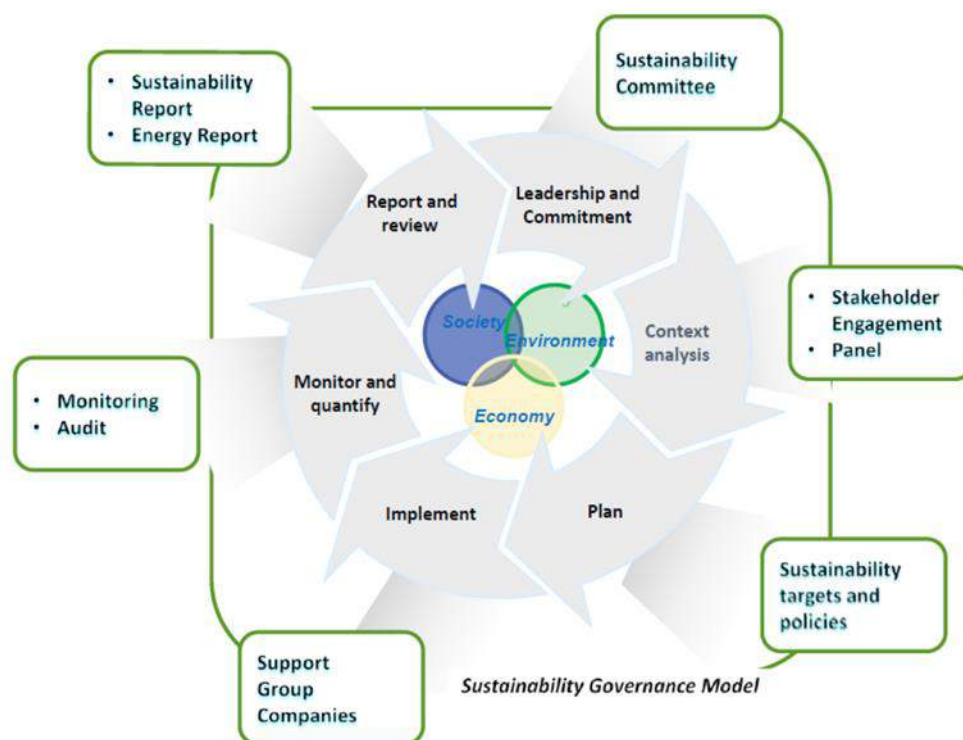 • Sustainability
Report
• Energy Report
Sustainability
Committee
Report and
review
Leadership and
Commitment
Society
Environment
Economy
Context
analysis
• Stakeholder
Engagement
• Panel
Monitor and
quantify
• Monitoring
• Audit
Implement
Plan
Sustainability
targets and
policies
Support
Group
Companies
Sustainability Governance Model